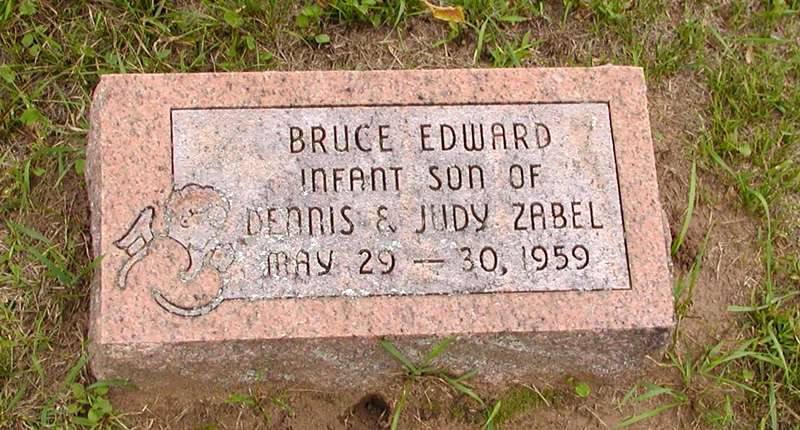 BRUCE EDWARD
INFANT SON OF
DENNIS & JUDY ZABEL
MAY 29 — 30, 1959